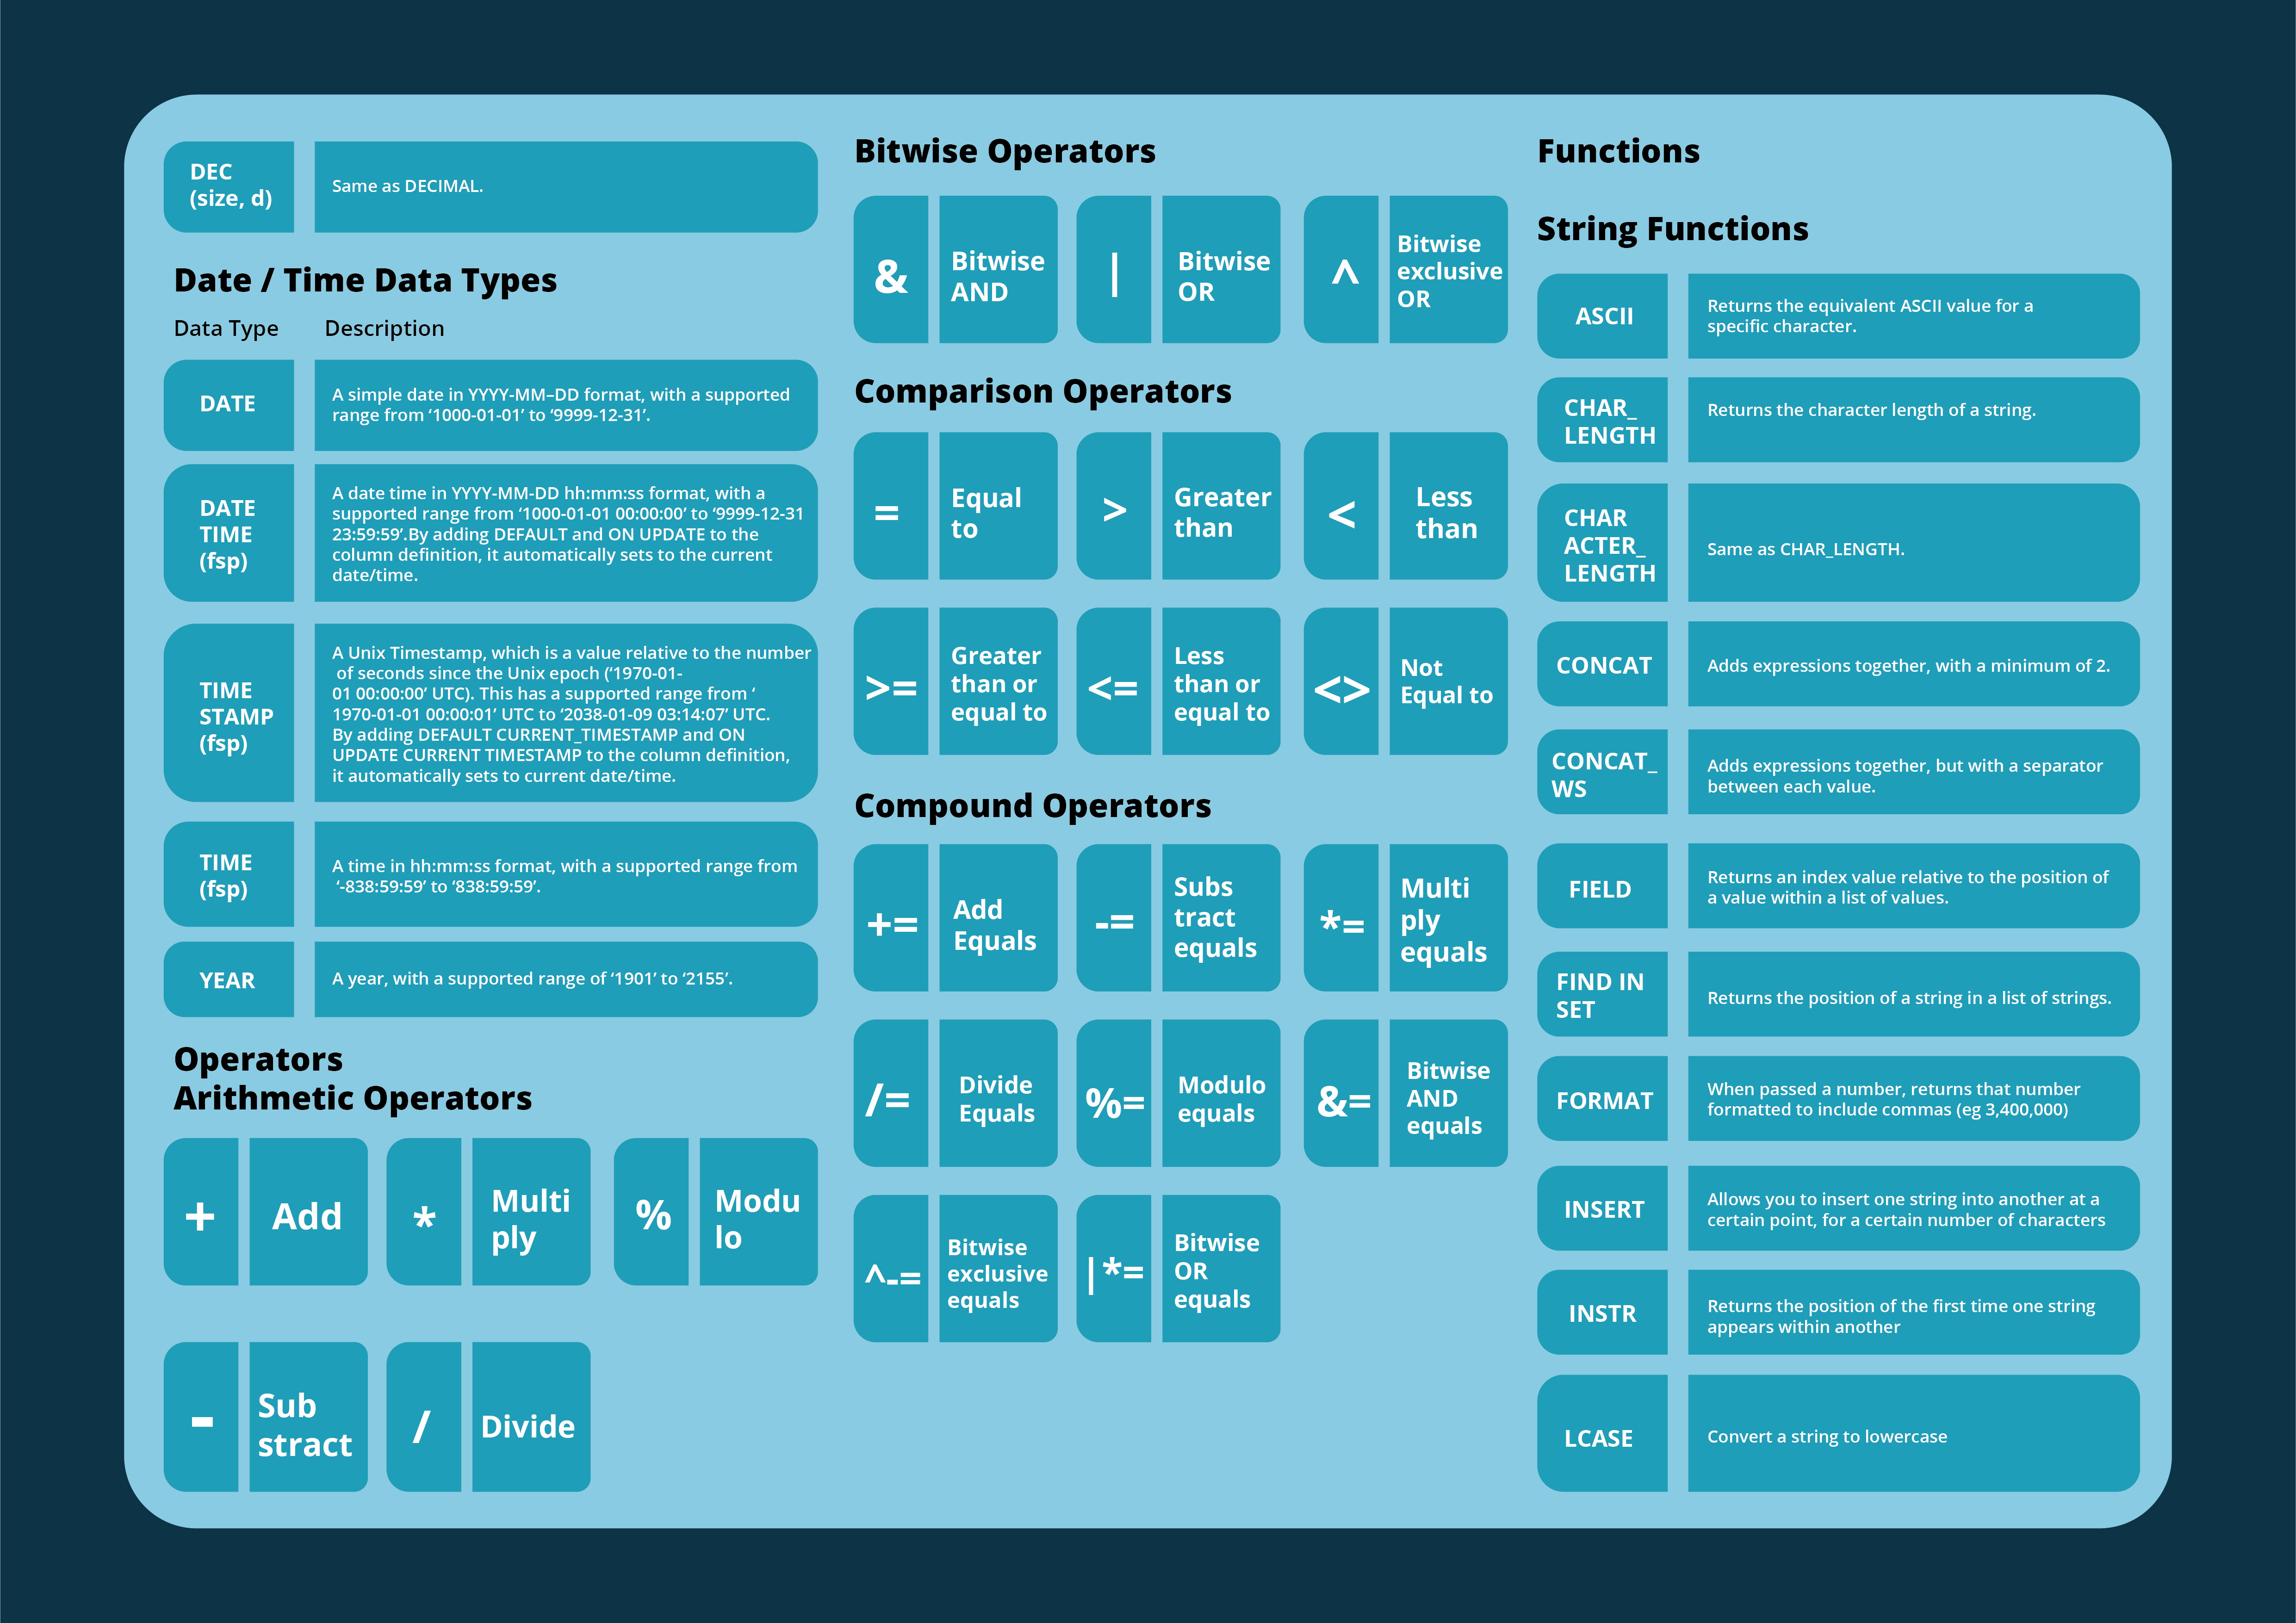 DEC
(size, d)
Same as DECIMAL.
Date / Time Data Types
Data Type
Description
DATE
A simple date in YYYY-MM–DD format, with a supported
range from ‘1000-01-01’ to ‘9999-12-31’.
DATE
TIME
(fsp)
A date time in YYYY-MM-DD hh:mm:ss format, with a
supported range from ‘1000-01-01 00:00:00’ to ‘9999-12-31
23:59:59’.By adding DEFAULT and ON UPDATE to the
column definition, it automatically sets to the current
date/time.
TIME
STAMP
(fsp)
A Unix Timestamp, which is a value relative to the number
of seconds since the Unix epoch (‘1970-01-
01 00:00:00’ UTC). This has a supported range from ‘
1970-01-01 00:00:01’ UTC to ‘2038-01-09 03:14:07’ UTC.
By adding DEFAULT CURRENT_TIMESTAMP and ON
UPDATE CURRENT TIMESTAMP to the column definition,
it automatically sets to current date/time.
TIME
(fsp)
A time in hh:mm:ss format, with a supported range from
‘-838:59:59’ to ‘838:59:59’.
YEAR
A year, with a supported range of ‘1901’ to ‘2155’.
Operators
Arithmetic Operators
+
Add
*
Multi
ply
%
Modu
lo
-
Sub
stract
/
Divide
Bitwise Operators
&
Bitwise
AND
|
Bitwise
OR
^
Bitwise
exclusive
OR
Comparison Operators
=
Equal
to
>
Greater
than
<
Less
than
>=
Greater
than or
equal to
<=
Less
than or
equal to
<>
Not
Equal to
Compound Operators
+=
Add
Equals
-=
Subs
tract
equals
*=
Multi
ply
equals
/=
Divide
Equals
%=
Modulo
equals
&=
Bitwise
AND
equals
^-=
Bitwise
exclusive
equals
|*=
Bitwise
OR
equals
Functions
String Functions
ASCII
Returns the equivalent ASCII value for a
specific character.
CHAR_
LENGTH
Returns the character length of a string.
CHAR
ACTER_
LENGTH
Same as CHAR_LENGTH.
CONCAT
Adds expressions together, with a minimum of 2.
CONCAT_
WS
Adds expressions together, but with a separator
between each value.
FIELD
Returns an index value relative to the position of
a value within a list of values.
FIND IN
SET
Returns the position of a string in a list of strings.
FORMAT
When passed a number, returns that number
formatted to include commas (eg 3,400,000)
INSERT
Allows you to insert one string into another at a
certain point, for a certain number of characters
INSTR
Returns the position of the first time one string
appears within another
LCASE
Convert a string to lowercase